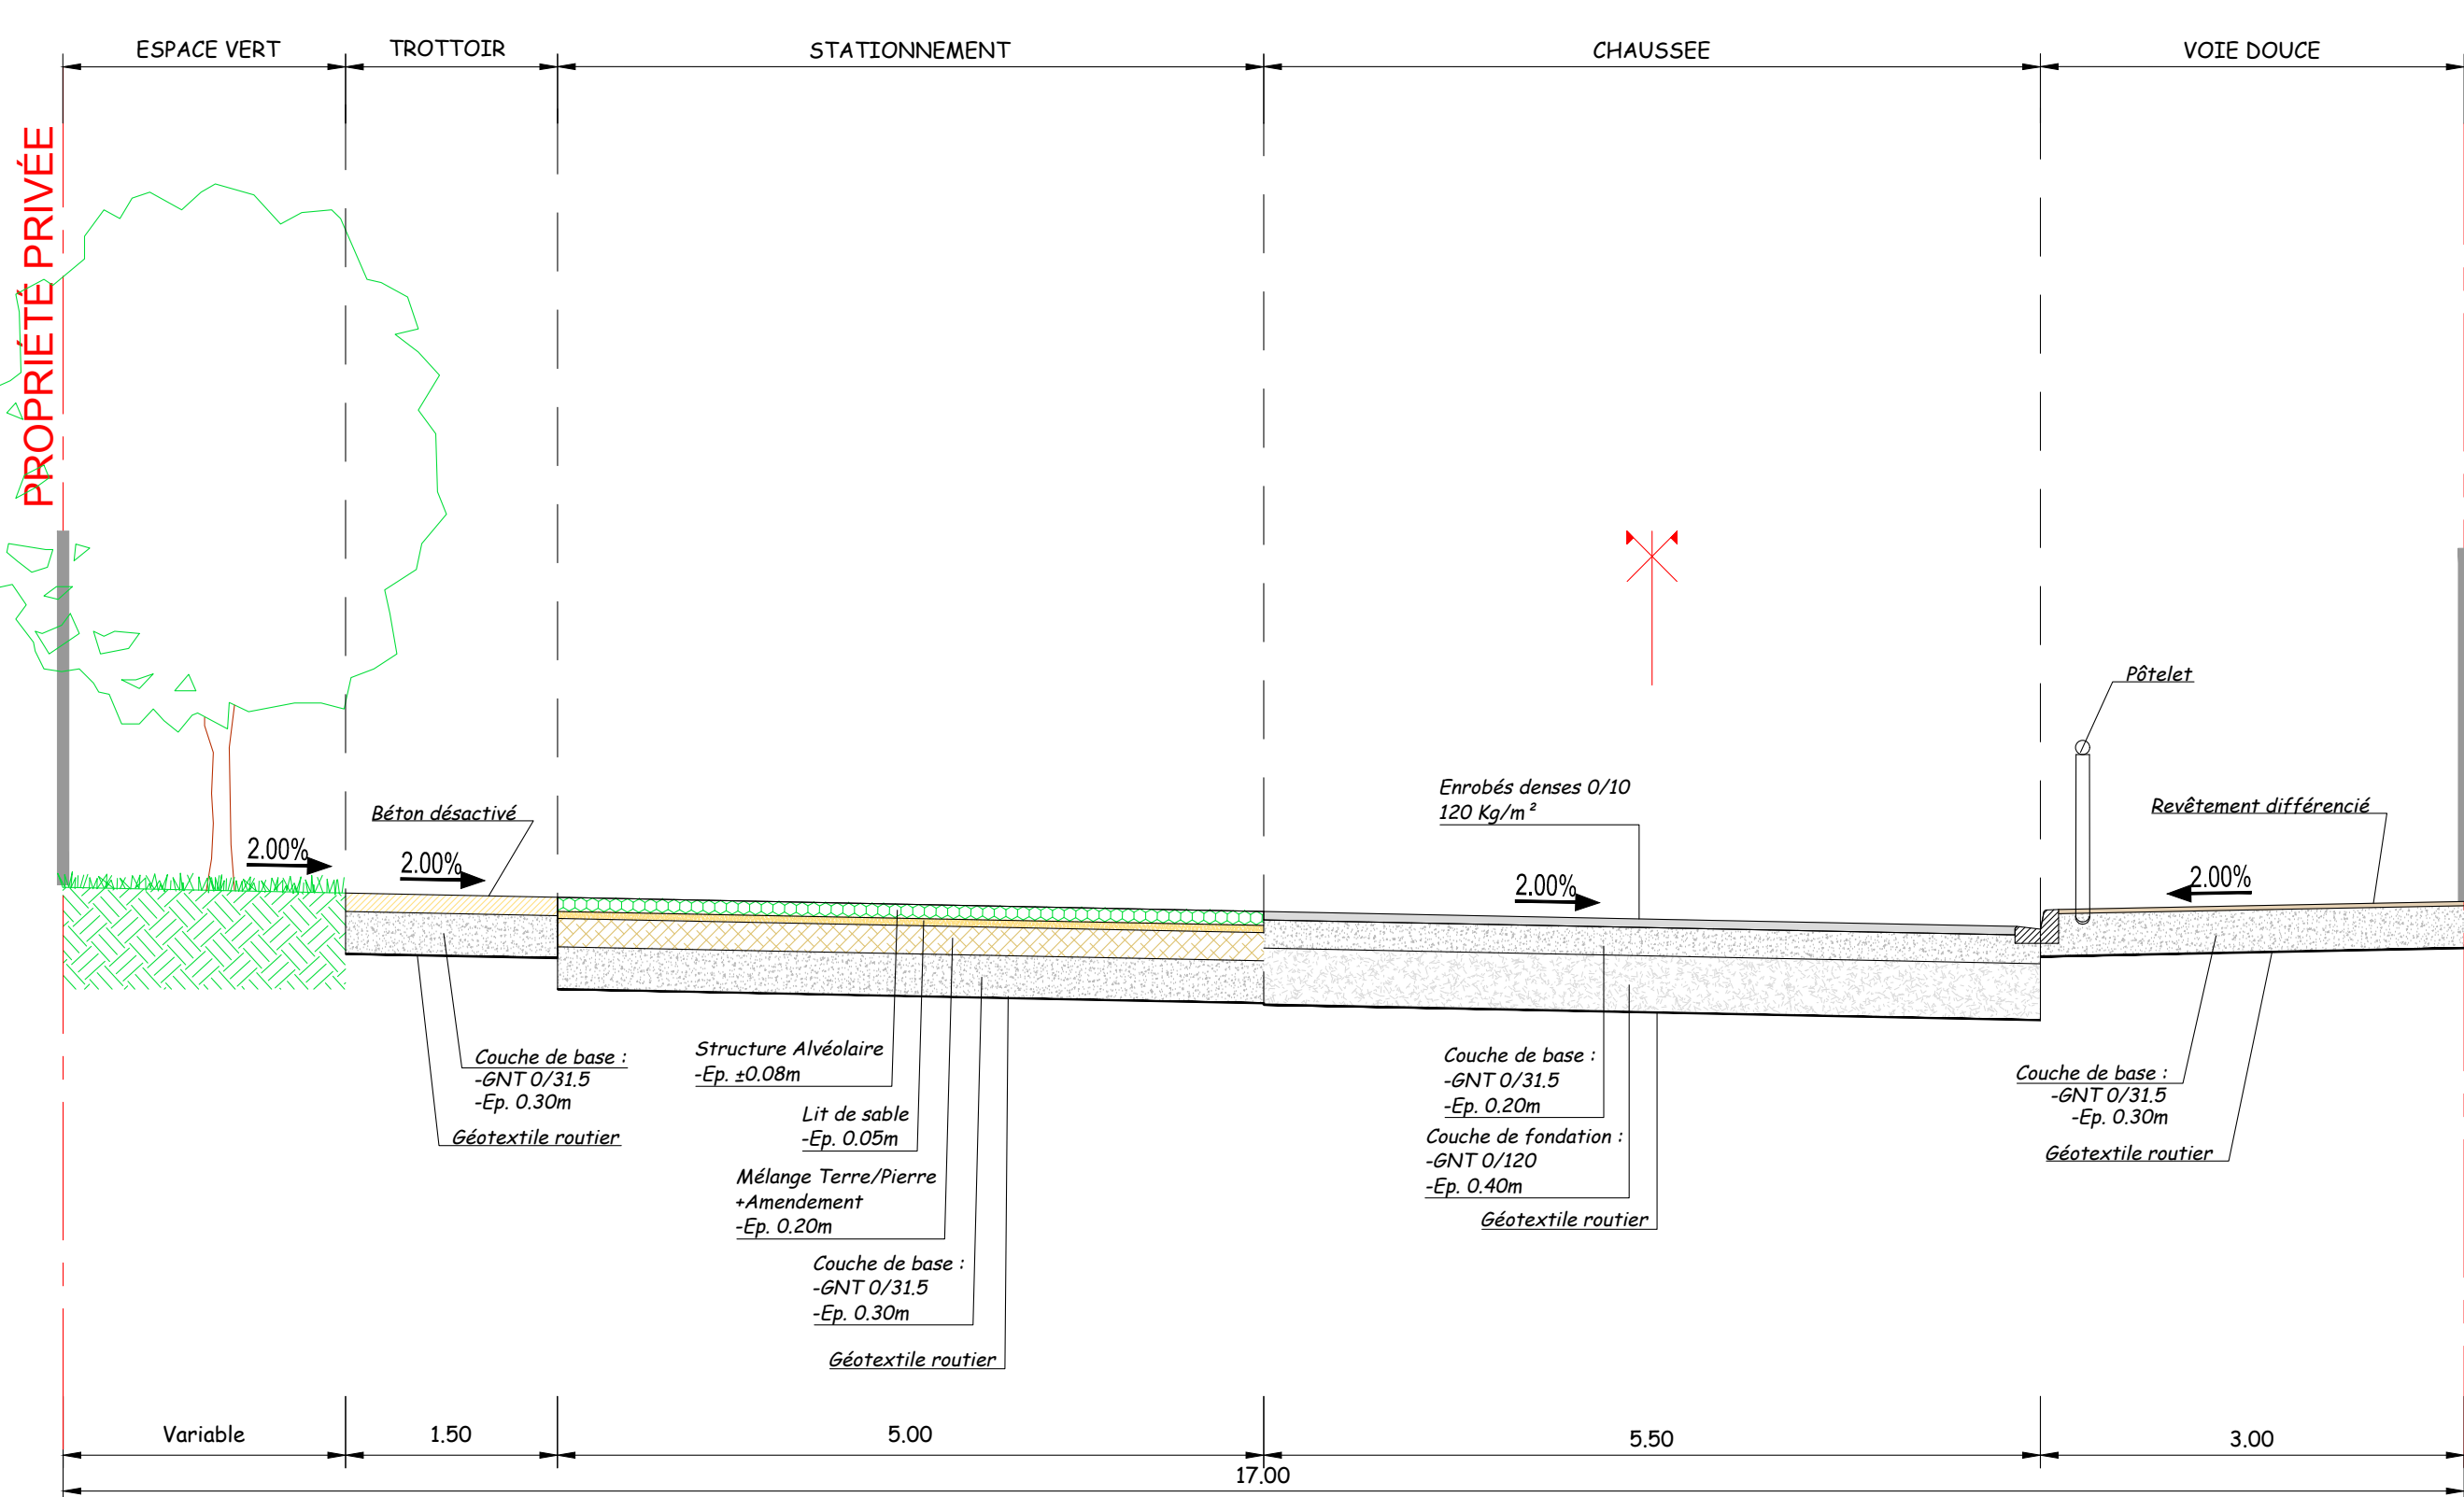 ESPACE VERT
TROTTOIR
STATIONNEMENT
CHAUSSEE
VOIE DOUCE
PROPRIÉTÉ PRIVÉE
Pôtelet
Enrobés denses 0/10
120 Kg/m²
Revêtement différencié
Béton désactivé
2.00%
2.00%
2.00%
2.00%
Couche de base :
-GNT 0/31.5
-Ep. 0.30m
Géotextile routier
Structure Alvéolaire
-Ep. ±0.08m
Lit de sable
-Ep. 0.05m
Mélange Terre/Pierre
+Amendement
-Ep. 0.20m
Couche de base :
-GNT 0/31.5
-Ep. 0.30m
Géotextile routier
Couche de base :
-GNT 0/31.5
-Ep. 0.20m
Couche de fondation :
-GNT 0/120
-Ep. 0.40m
Géotextile routier
Couche de base :
-GNT 0/31.5
-Ep. 0.30m
Géotextile routier
Variable
1.50
5.00
5.50
3.00
17.00